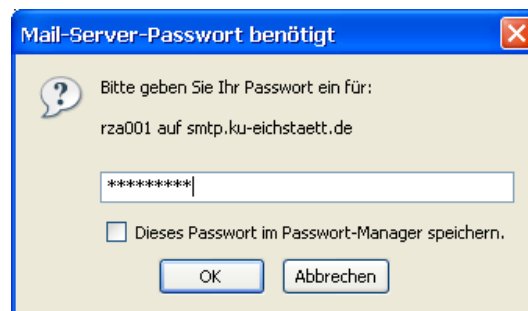 Mail-Server-Passwort benötigt
Bitte geben Sie Ihr Passwort ein für:
rza001 auf smtp.ku-eichstaett.de
*********
Dieses Passwort im Passwort-Manager speichern.
OK
Abbrechen